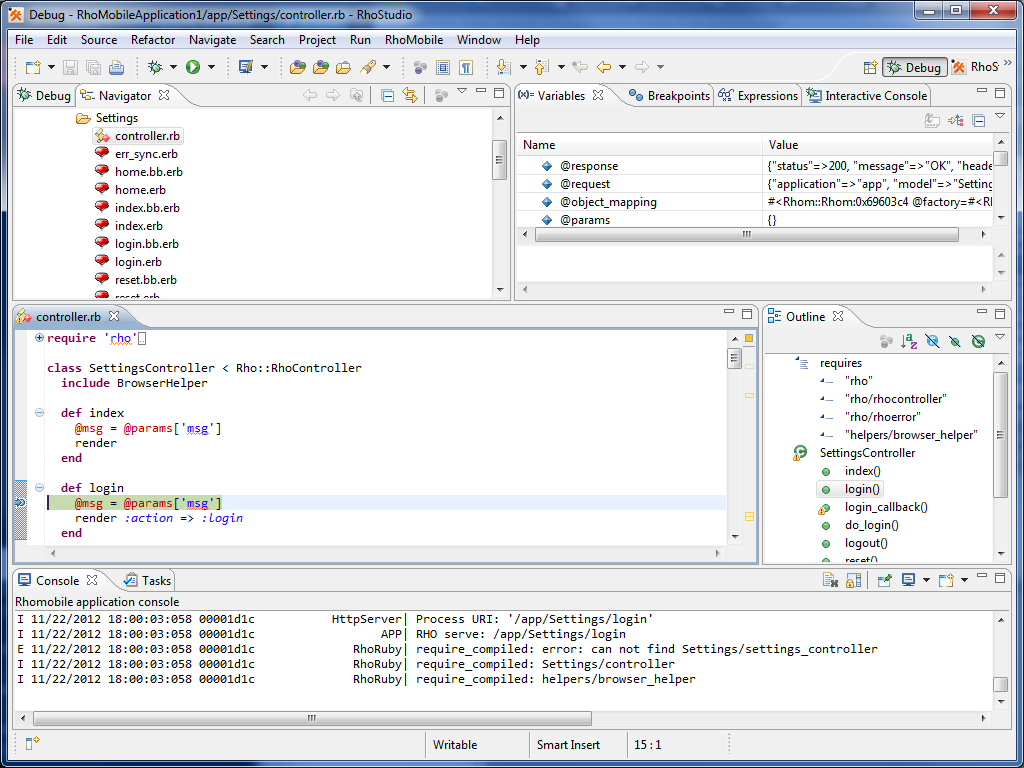 Debug - RhoMobileApplication1/app/Settings/controller.rb - RhoStudio
File Edit Source Refactor Navigate Search Project Run RhoMobile Window Help
Debug RhoS
Debug Navigator
Settings
controller.rb
err_sync.erb
home.bb.erb
home.erb
index.bb.erb
index.erb
login.bb.erb
login.erb
reset.bb.erb
reset.erb
(x)= Variables Breakpoints Expressions Interactive Console
Name Value
@response {"status"=>200, "message"=>"OK", "heade
@request {"application"=>"app", "model"=>"Setting
@object_mapping #<Rhom::Rhom:0x69603c4 @factory=#<Rl
@params {}
controller.rb
require 'rho'
class SettingsController < Rho::RhoController
include BrowserHelper
def index
@msg = @params['msg']
render
end
def login
@msg = @params['msg']
render :action => :login
end
Outline
requires
"rho"
"rho/rhocontroller"
"rho/rhoerror"
"helpers/browser_helper"
SettingsController
index()
login()
login_callback()
do_login()
logout()
reset()
Console Tasks
Rhomobile application console
I 11/22/2012 18:00:03:058 00001d1c HttpServer| Process URI: '/app/Settings/login'
I 11/22/2012 18:00:03:058 00001d1c APP| RHO serve: /app/Settings/login
E 11/22/2012 18:00:03:058 00001d1c RhoRuby| require_compiled: error: can not find Settings/settings_controller
I 11/22/2012 18:00:03:058 00001d1c RhoRuby| require_compiled: Settings/controller
I 11/22/2012 18:00:03:058 00001d1c RhoRuby| require_compiled: helpers/browser_helper
Writable Smart Insert 15 : 1